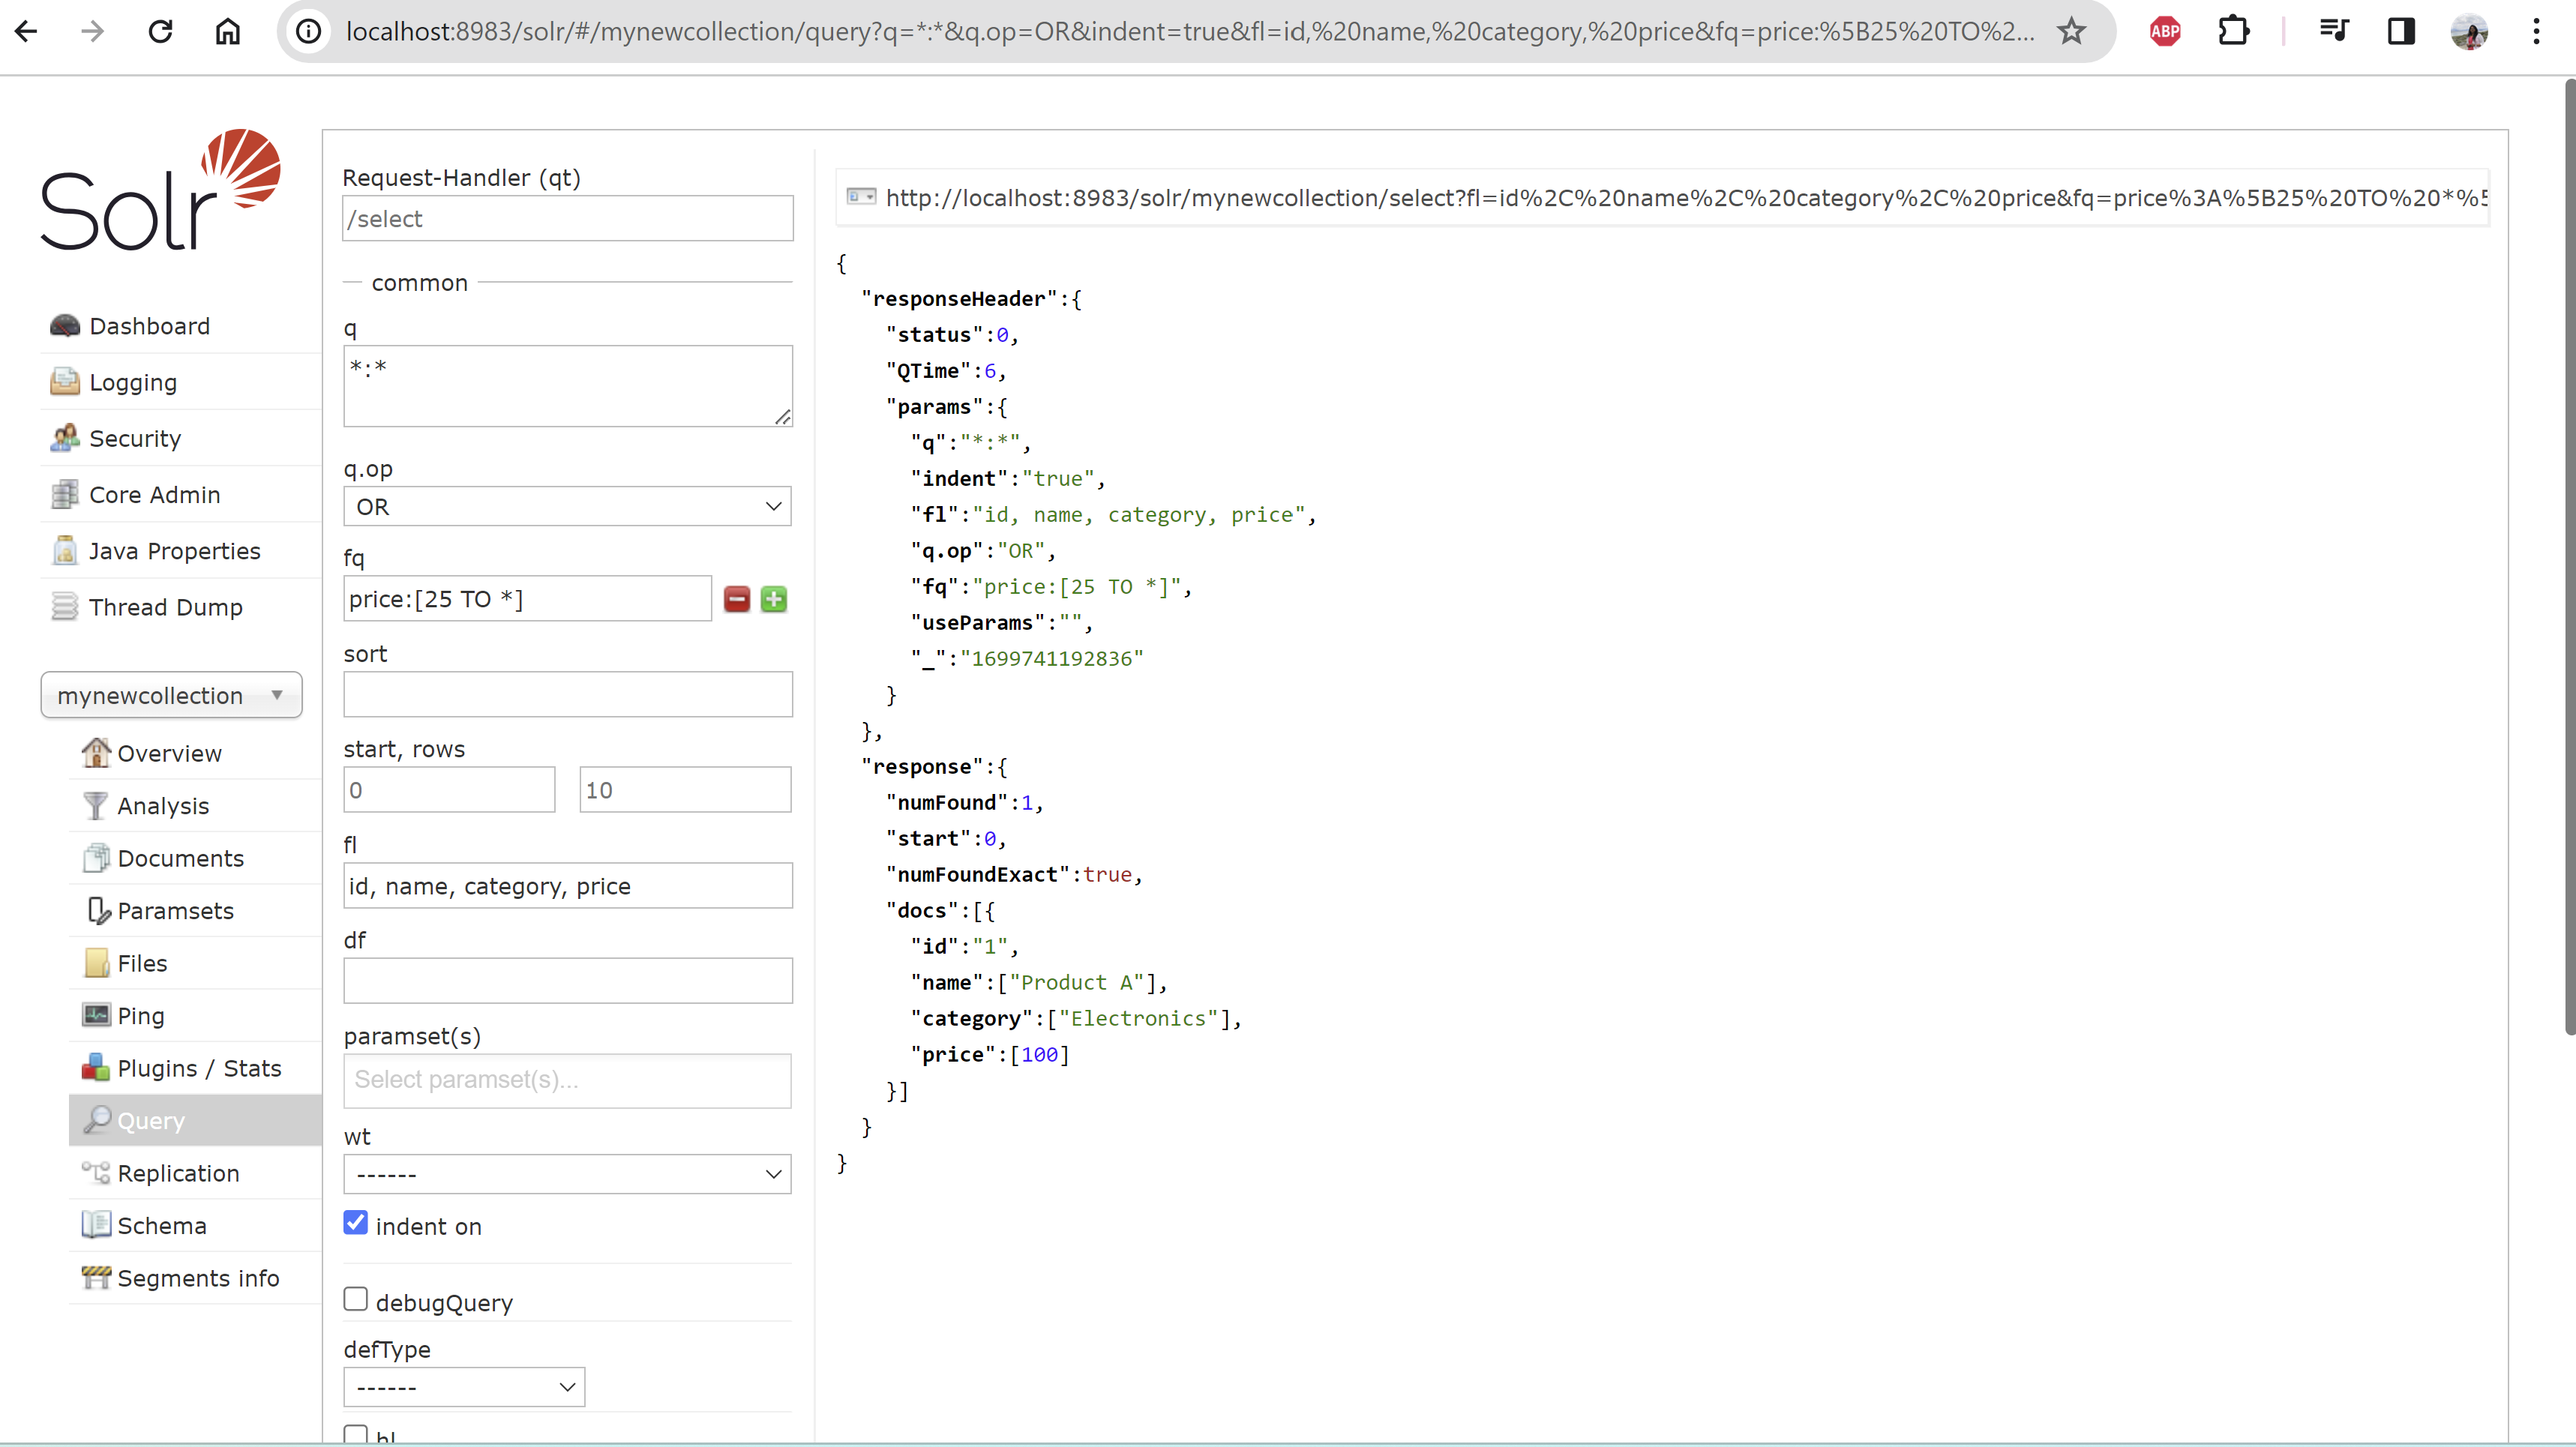 localhost:8983/solr/#/mynewcollection/query?q=*:*&q.op=OR&indent=true&fl=id,%20name,%20category,%20price&fq=price:%5B25%20TO%2...
ABP
Solr
Dashboard
Logging
Security
Core Admin
Java Properties
Thread Dump
mynewcollection
Overview
Analysis
Documents
Paramsets
Files
Ping
Plugins / Stats
Query
Replication
Schema
Segments info
Request-Handler (qt)
/select
common
q
*:*
q.op
OR
fq
price:[25 TO *]
sort
start, rows
0 10
fl
id, name, category, price
df
paramset(s)
Select paramset(s)...
wt
------
indent on
debugQuery
defType
------
hl
http://localhost:8983/solr/mynewcollection/select?fl=id%2C%20name%2C%20category%2C%20price&fq=price%3A%5B25%20TO%20*%5
{
"responseHeader":{
"status":0,
"QTime":6,
"params":{
"q":"*:*",
"indent":"true",
"fl":"id, name, category, price",
"q.op":"OR",
"fq":"price:[25 TO *]",
"useParams":"",
"_":"1699741192836"
}
},
"response":{
"numFound":1,
"start":0,
"numFoundExact":true,
"docs":[{
"id":"1",
"name":["Product A"],
"category":["Electronics"],
"price":[100]
}]
}
}